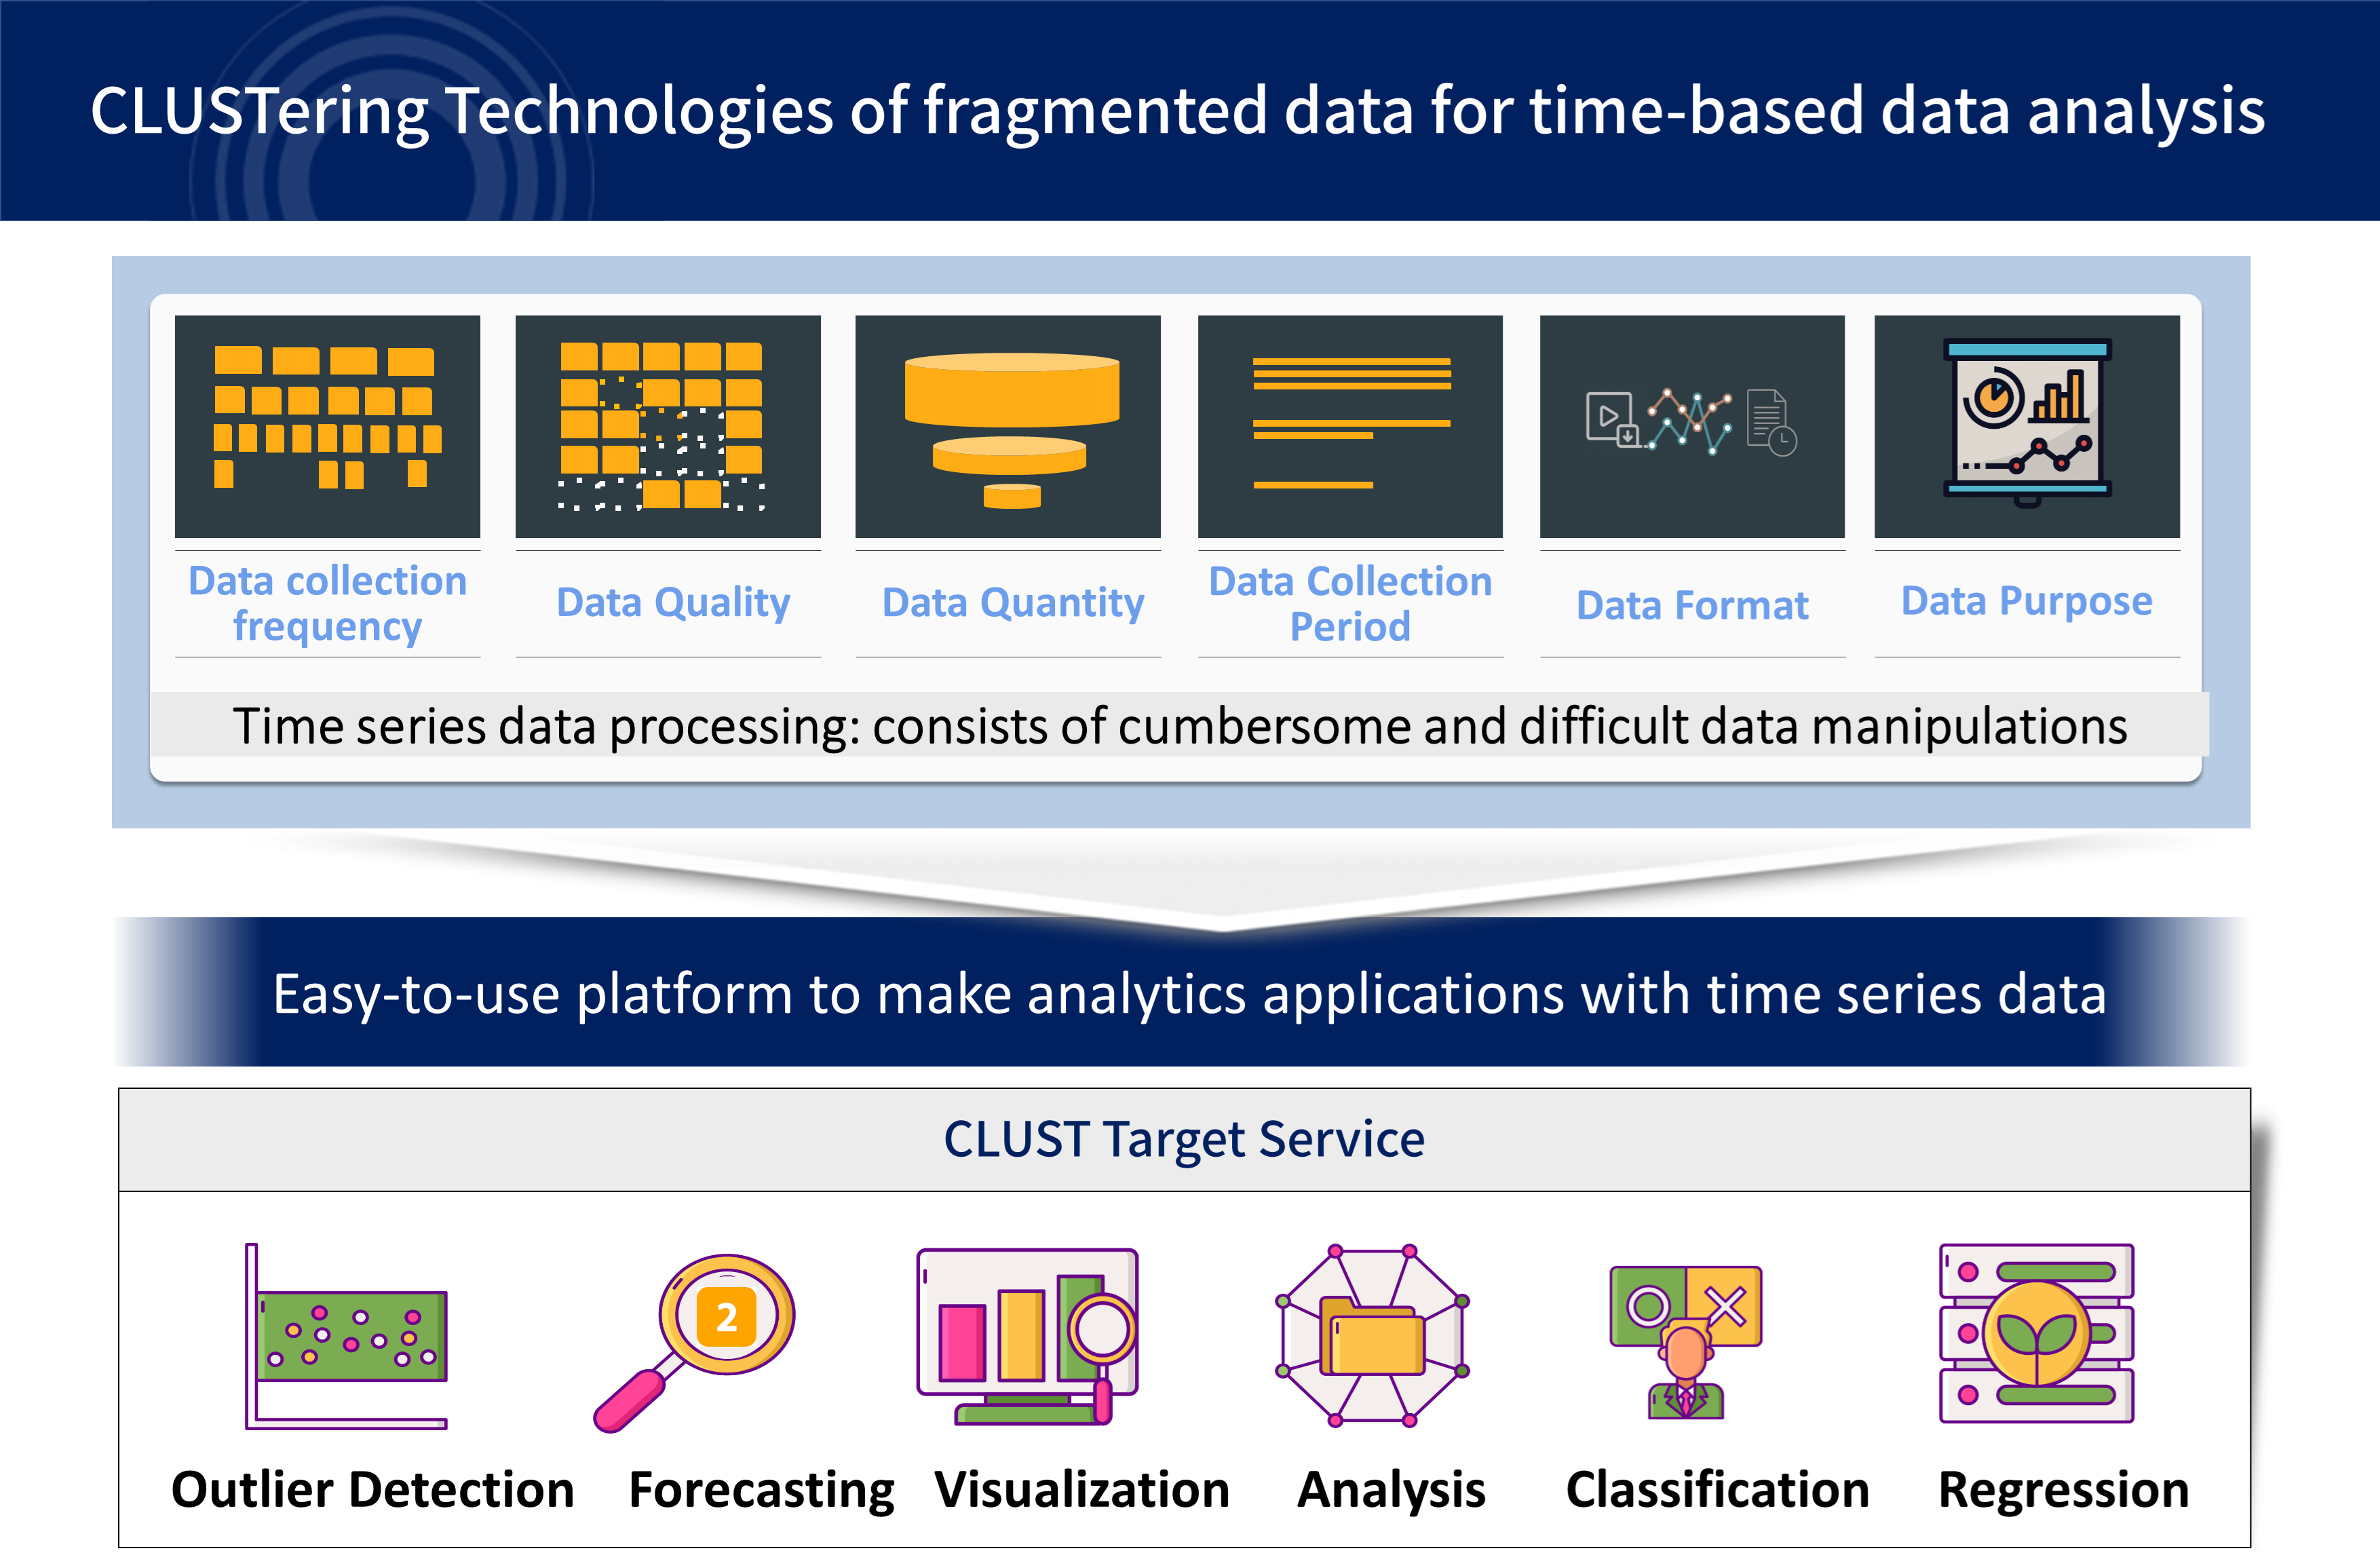 CLUSTering Technologies of fragmented data for time-based data analysis
Data collection
frequency
Data Quality
Data Quantity
Data Collection
Period
Data Format
Data Purpose
Time series data processing: consists of cumbersome and difficult data manipulations
Easy-to-use platform to make analytics applications with time series data
CLUST Target Service
2
Outlier Detection
Forecasting
Visualization
Analysis
Classification
Regression